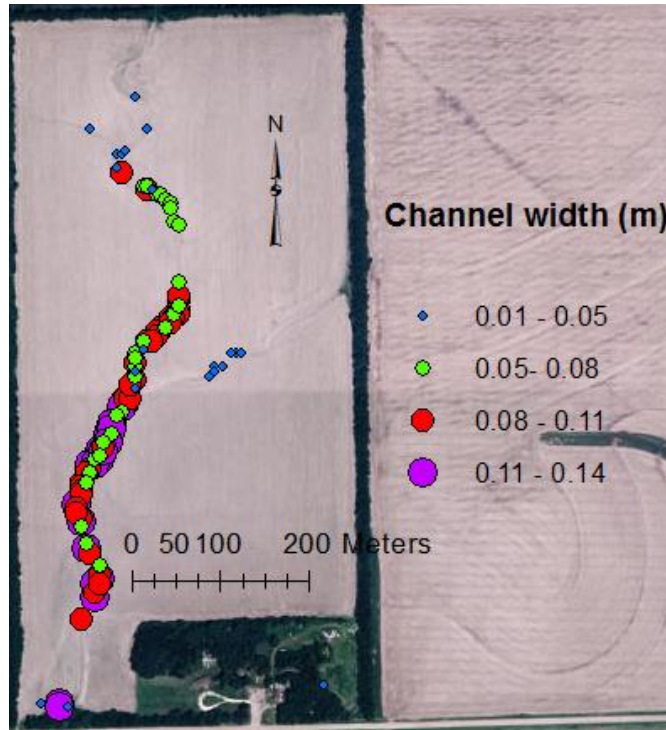 N
Channel width (m)
0.01 - 0.05
0.05- 0.08
0.08 - 0.11
0.11 - 0.14
0 50 100 200 Meters